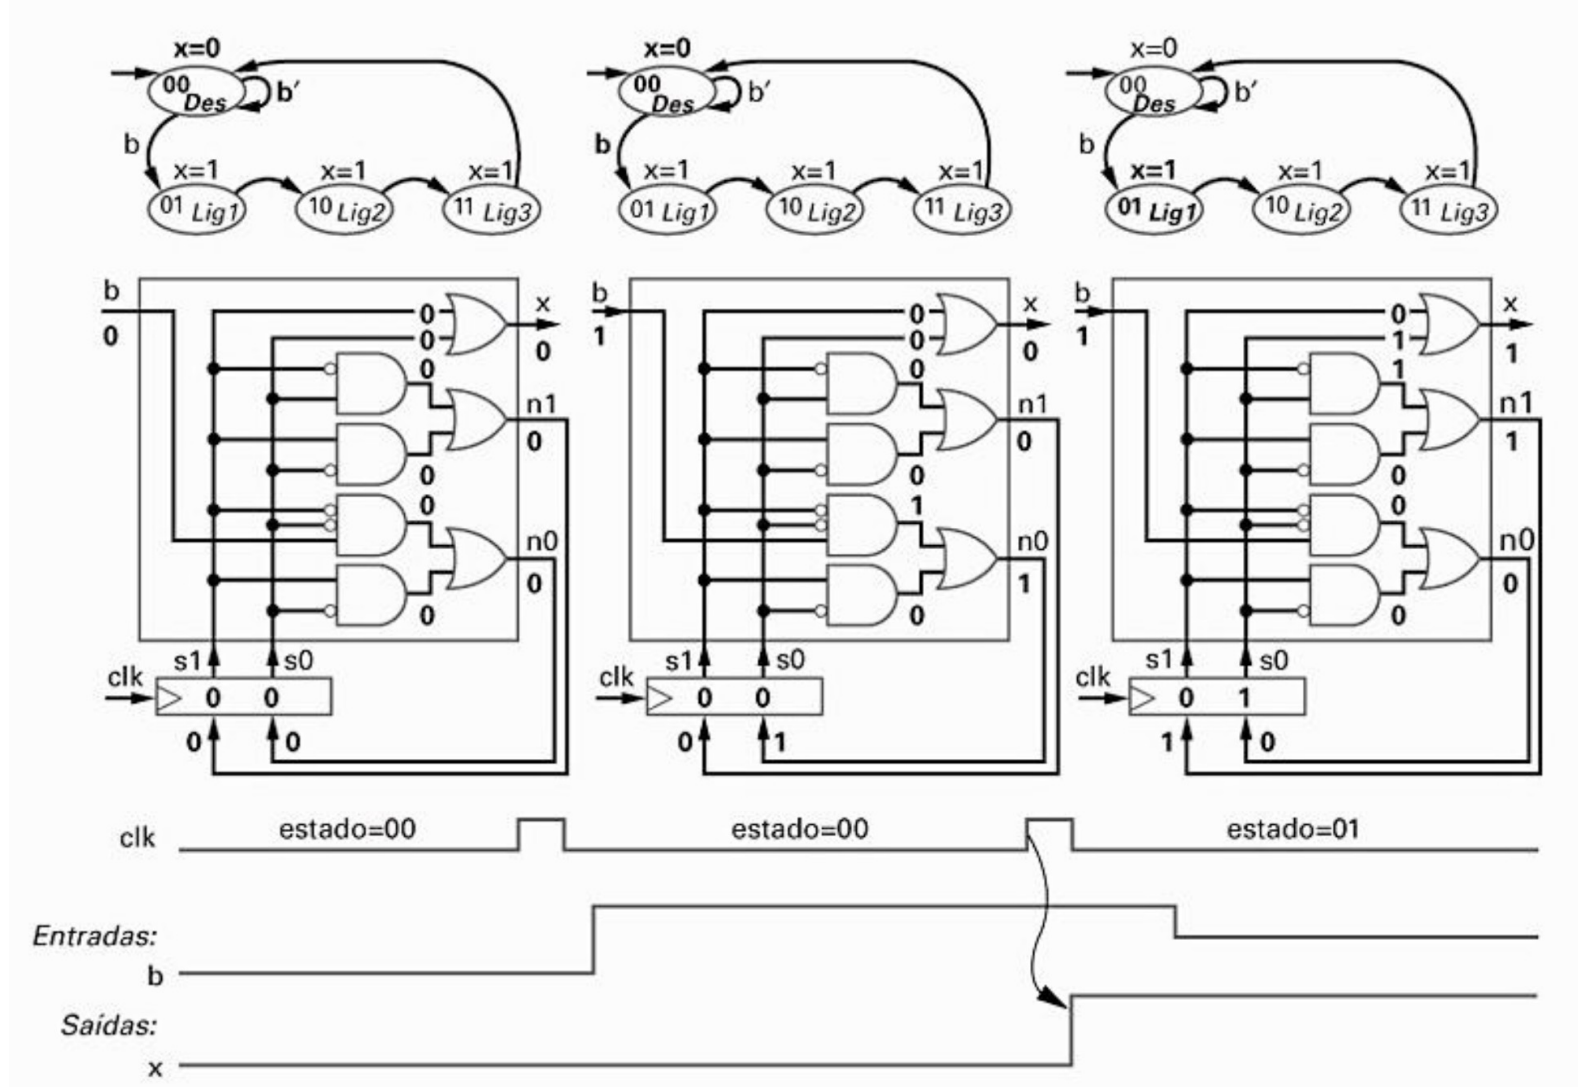 x=0 x=0 x=0
00 Des b′ 00 Des b′ 00 Des b′
b b b
x=1 x=1 x=1 x=1 x=1 x=1 x=1 x=1 x=1
01 Lig1 10 Lig2 11 Lig3 01 Lig1 10 Lig2 11 Lig3 01 Lig1 10 Lig2 11 Lig3
b 0 x b 0 x b 0 x
0 0 0 1 0 0 1 1 1
0 0 1
n1 n1 n1
0 0 1
0 0 0
0 1 0
n0 n0 n0
0 1 0
0 0 0
s1 s0 s1 s0 s1 s0
clk 0 0 clk 0 0 clk 0 1
0 0 0 1 1 0
clk estado=00 estado=00 estado=01
Entradas:
b
Saídas:
x